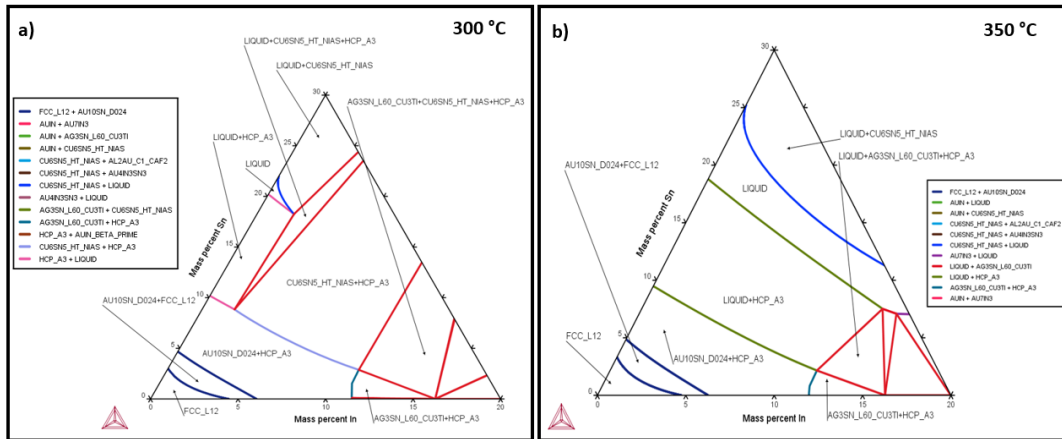 a)
300 °C
LIQUID+CU6SN5_HT_NIAS+HCP_A3
LIQUID+CU6SN5_HT_NIAS
AG3SN_L60_CU3TI+CUSN5_HT_NIAS+HCP_A3
LIQUID+HCP_A3
LIQUID
FCC_L12 + AU10SN_D024
AUIN + AU7IN3
AUIN + AG3SN_L60_CU3TI
AUIN + CU6SN5_HT_NIAS
CU6SN5_HT_NIAS + AL2AU_C1_CAF2
CU6SN5_HT_NIAS + AU4IN3SN3
CU6SN5_HT_NIAS + LIQUID
AU4IN3SN3 + LIQUID
AG3SN_L60_CU3TI + CU6SN5_HT_NIAS
AG3SN_L60_CU3TI + HCP_A3
HCP_A3 + AUIN_BETA_PRIME
CU6SN5_HT_NIAS + HCP_A3
HCP_A3 + LIQUID
30
25
20
15
10
5
0
Mass percent Sn
CU6SN5_HT_NIAS+HCP_A3
AU10SN_D024+FCC_L12
AU10SN_D024+HCP_A3
FCC_L12
AG3SN_L60_CU3TI+HCP_A3
0
5
10
15
20
Mass percent In
b)
350 °C
30
25
20
15
10
5
0
Mass percent Sn
LIQUID+CU6SN5_HT_NIAS
LIQUID+AG3SN_L60_CU3TI+HCP_A3
AU10SN_D024+FCC_L12
LIQUID
LIQUID+HCP_A3
AU10SN_D024+HCP_A3
FCC_L12
AG3SN_L60_CU3TI+HCP_A3
FCC_L12 + AU10SN_D024
AUIN + LIQUID
AUIN + CU6SN5_HT_NIAS
CU6SN5_HT_NIAS + AL2AU_C1_CAF2
CU6SN5_HT_NIAS + AU4IN3SN3
CU6SN5_HT_NIAS + LIQUID
AU7IN3 + LIQUID
LIQUID + AG3SN_L60_CU3TI
LIQUID + HCP_A3
AG3SN_L60_CU3TI + HCP_A3
AUIN + AU7IN3
0
5
10
15
20
Mass percent In